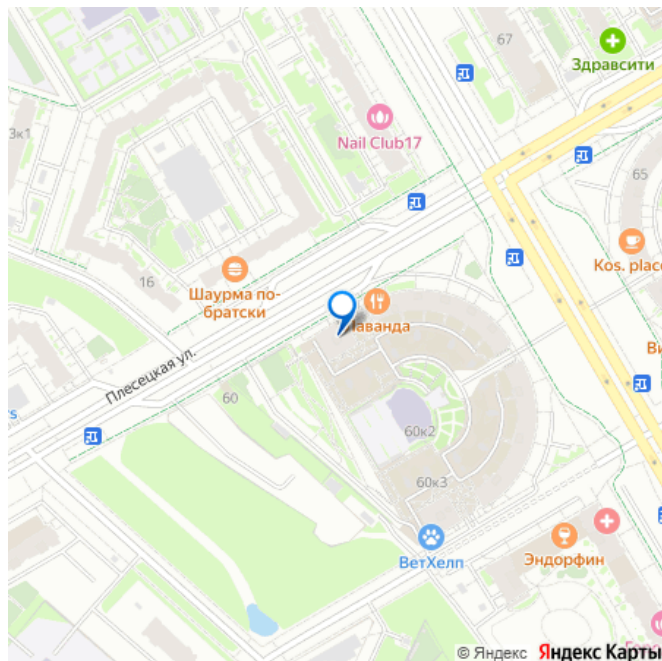 67
Здравсити
3к1
Nail Club17
65
Kos. place
16
Шаурма по-
братски
Лаванда
Ви
Плесецкая ул.
60
60к2
60к3
ВетХелп
Эндорфин
© Яндекс Яндекс Карты